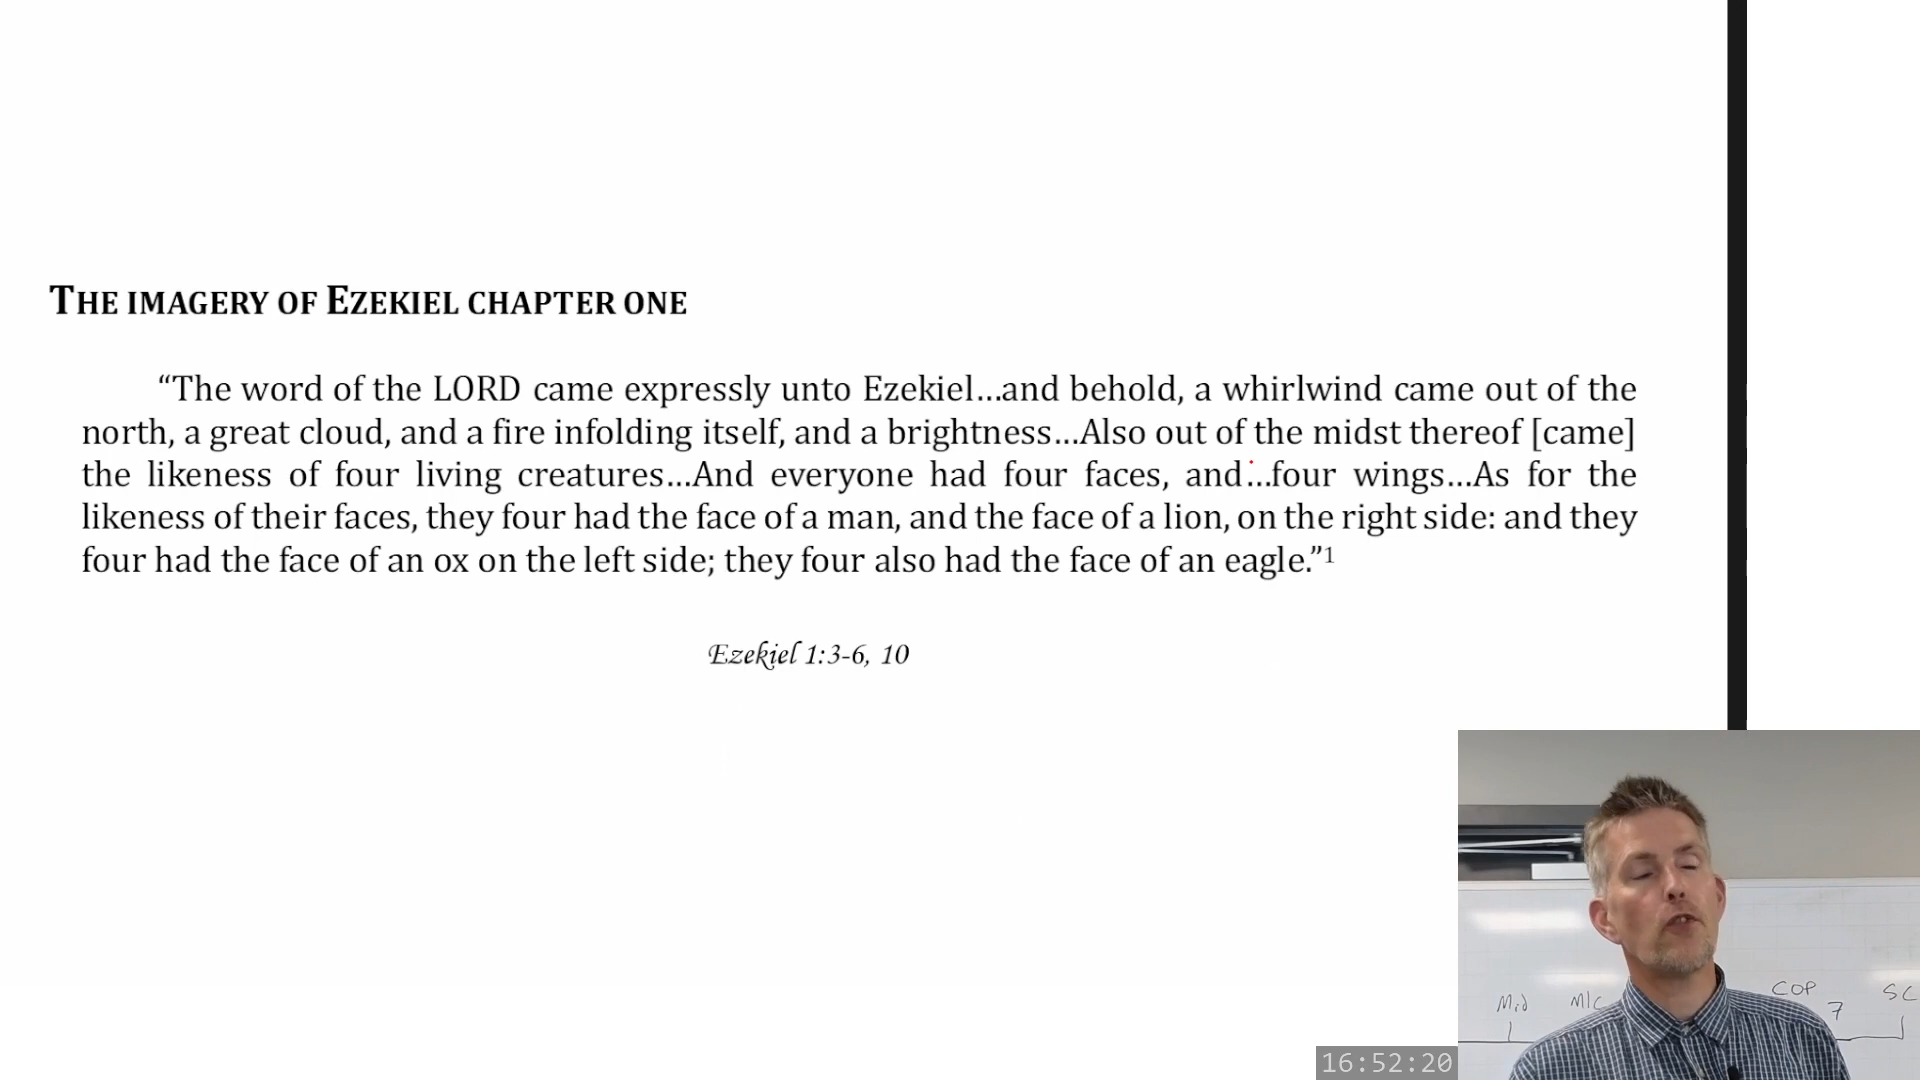 THE IMAGERY OF EZEKIEL CHAPTER ONE
“The word of the LORD came expressly unto Ezekiel…and behold, a whirlwind came out of the
north, a great cloud, and a fire infolding itself, and a brightness…Also out of the midst thereof [came]
the likeness of four living creatures…And everyone had four faces, and…four wings…As for the
likeness of their faces, they four had the face of a man, and the face of a lion, on the right side: and they
four had the face of an ox on the left side; they four also had the face of an eagle.”1
Ezekiel 1:3-6, 10
Mid M/C COP 7 SC
16:52:20